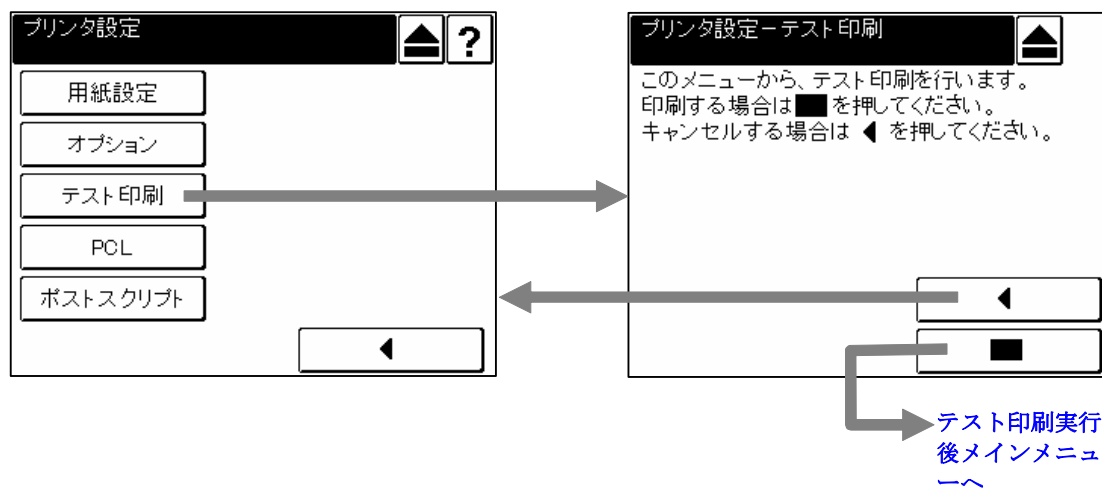 プリンタ設定
?
用紙設定
オプション
テスト印刷
PCL
ポストスクリプト
プリンタ設定－テスト印刷
このメニューから、テスト印刷を行います。
印刷する場合は■を押してください。
キャンセルする場合は ◀ を押してください。
テスト印刷実行
後メインメニュ
ーへ